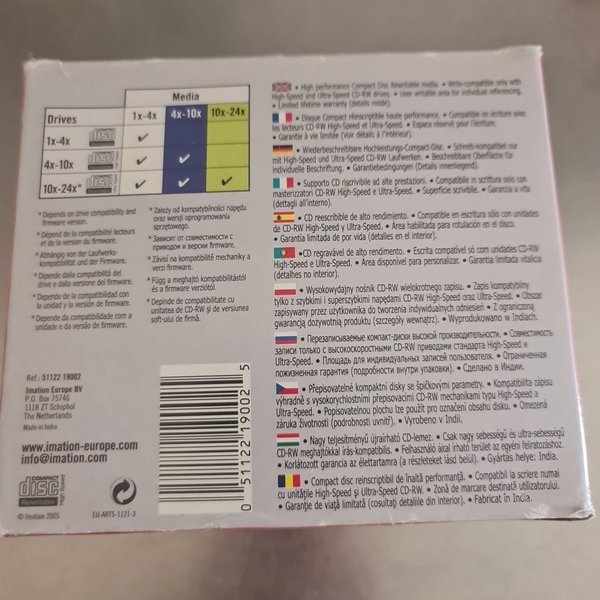 Media
Drives 1x-4x 4x-10x 10x-24x
1x-4x
4x-10x
10x-24x*
* Depends on drive compatibility and
firmware version.
* Dépend de la compatibilité lecteurs
et de la version du firmware.
* Abhängig von der Laufwerks-
kompatibilität und der Firmware.
* Dipende dalla compatibilità del
drive e dalla versione del firmware.
* Depende de la compatibilidad con
la unidad y la versión de firmware.
* Depende da compatibilidade com a
unidade e da versão de firmware.
* Zależy od kompatybilności napędu
oraz wersji oprogramowania
sprzętowego.
* Зависит от совместимости с
приводом и версии firmware.
* Závisí na kompatibilitě mechaniky a
verzi firmware.
* Függ a meghajtó kompatibilitástól
és a firmware verziótól.
* Depinde de compatibilitate cu
unitatea de CD-RW și de versiunea
soft-ului de firmă.
Ref.: 51122 19002
Imation Europe BV
P.O. Box 75746
1118 ZT Schiphol
The Netherlands
Made in India
www.imation-europe.com
info@imation.com
COMPACT
disc
ReWritable
High-Speed
© Imation 2005
0 51122 19002 5
EU-ARTS-1121-3
• High performance Compact Disc Rewritable media. • Write-compatible only with
High-Speed and Ultra-Speed CD-RW drives. • User writable area for individual referencing.
• Limited lifetime warranty (details inside).
• Disque Compact réinscriptible haute performance. • Compatible en écriture avec
les lecteurs CD-RW High-Speed et Ultra-Speed. • Espace réservé pour l'écriture.
• Garantie à vie limitée (Voir détails à l'intérieur).
• Wiederbeschreibbare Hochleistungs-Compact-Disc. • Schreib-kompatibel nur
mit High-Speed und Ultra-Speed CD-RW Laufwerken. • Beschreibbare Oberfläche für
individuelle Beschriftung. • Garantiebedingungen (Details innenliegend).
• Supporto CD riscrivibile ad alte prestazioni. • Compatibile in scrittura solo con
masterizzatori CD-RW High-Speed e Ultra-Speed. • Superficie scrivibile. • Garanzia a vita
(dettagli all'interno).
• CD reescribible de alto rendimiento. • Compatible en escritura sólo con unidades
de CD-RW High-Speed y Ultra-Speed. • Área habilitada para rotulación en el disco.
• Garantía limitada de por vida (detalles en el interior).
• CD regravável de alto rendimento. • Escrita compatível só com unidades CD-RW
High-Speed e Ultra-Speed. • Área disponível para personalizar. • Garantia limitada vitalícia
(detalhes no interior).
• Wysokowydajny nośnik CD-RW wielokrotnego zapisu. • Zapis kompatybilny
tylko z szybkimi i superszybkimi napędami CD-RW High-Speed oraz Ultra-Speed. • Obszar
zapisywany przez użytkownika do tworzenia indywidualnych odniesień • Z ograniczoną
gwarancją dożywotnią produktu (szczegóły wewnątrz). • Wyprodukowano w Indiach.
• Перезаписываемые компакт-диски высокой производительности. • Совместимость
записи только с высокоскоростными CD-RW приводами стандарта High-Speed и
Ultra-Speed. • Площадь для индивидуальных записей пользователя. • Ограниченная
пожизненная гарантия (подробности внутри упаковки). • Сделано в Индии.
• Přepisovatelné kompaktní disky se špičkovými parametry. • Kompatibilita zápisu
výhradně s vysokorychlostními přepisovacími CD-RW mechanikami typu High-Speed a
Ultra-Speed. • Popisovatelnou plochu lze použít pro označení obsahu disku. • Omezená
záruka životnosti (podrobnosti uvnitř). • Vyrobeno v Indii.
• Nagy teljesítményű újraírható CD-lemez. • Csak nagy sebességű és ultra-sebességű
CD-RW meghajtókkal írás-kompatibilis. • Felhasználó által írható terület az egyéni feliratozáshoz.
• Korlátozott garancia az élettartamra (a részleteket lásd belül). • Gyártás helye: India.
• Compact disc reinscriptibil de înaltă performanță. • Compatibil la scriere numai
cu unitățile High-Speed și Ultra-Speed CD-RW. • Zonă de marcare destinată utilizatorului.
• Garanție de viață limitată (cosultați detaliile din interior). • Fabricat în India.